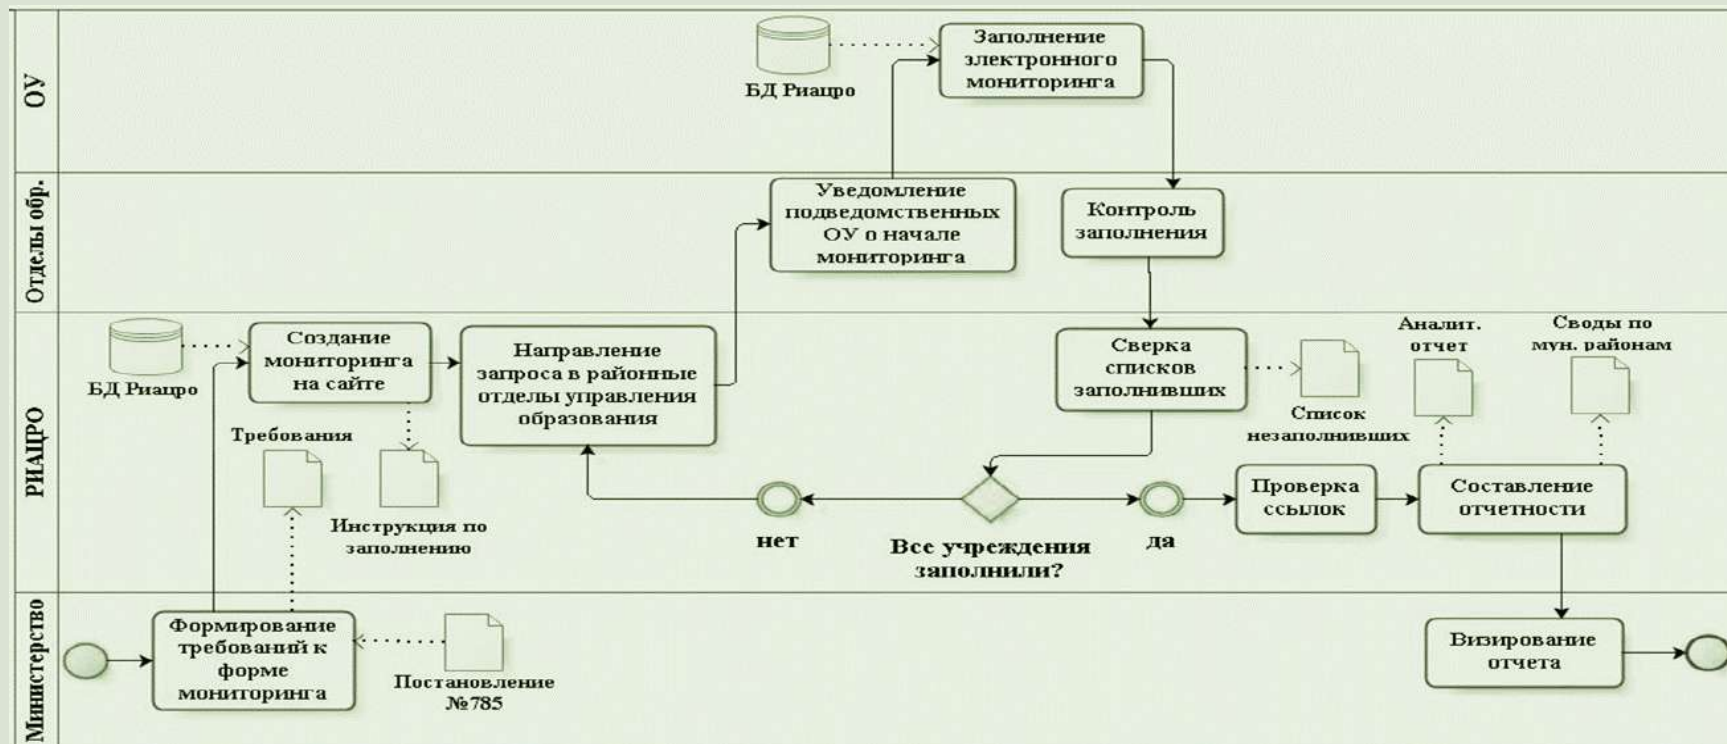 ОУ
БД Риацро
Заполнение
злектронного
мониторинга
Отделы обр.
Уведомление
подведомственных
ОУ о начале
мониторинга
Контроль
заполнения
РИАЦРО
БД Риацро
Создание
мониторинга
на сайте
Направление
запроса в районные
отделы управления
образования
Сверка
списков
заполнивших
Список
незаполнивших
Аналит.
отчет
Своды по
мун. районам
Требования
Инструкция по
заполнению
нет
Все учреждения
заполнили?
да
Проверка
ссылок
Составление
отчетности
Министерство
Формирование
требований к
форме
мониторинга
Постановление
№785
Визирование
отчета